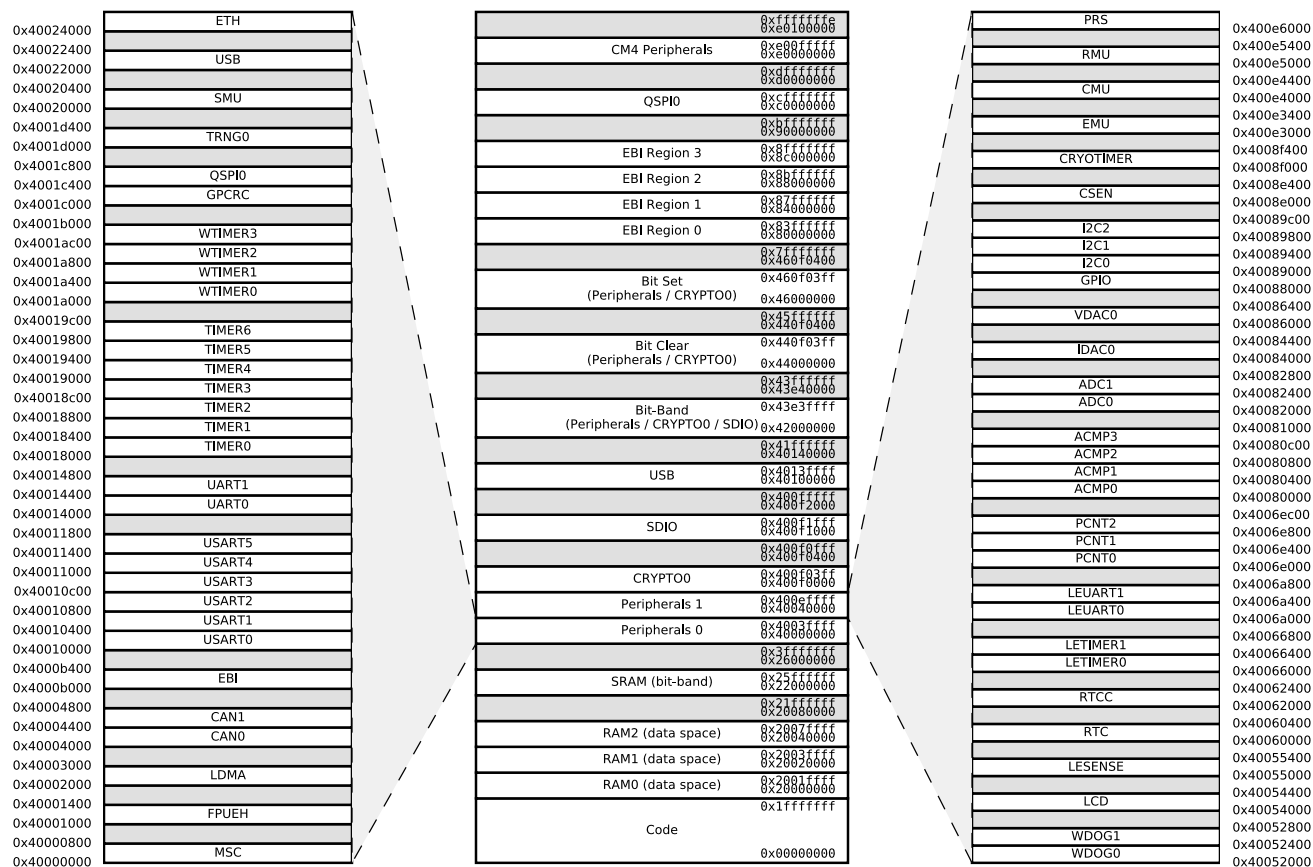 ETH
0x40024000
0x40022400
USB
0x40022000
0x40020400
SMU
0x40020000
0x4001d400
TRNG0
0x4001d000
0x4001c800
QSPI0
0x4001c400
GPCRC
0x4001c000
0x4001b000
WTIMER3
0x4001ac00
WTIMER2
0x4001a800
WTIMER1
0x4001a400
WTIMER0
0x4001a000
0x40019c00
TIMER6
0x40019800
TIMER5
0x40019400
TIMER4
0x40019000
TIMER3
0x40018c00
TIMER2
0x40018800
TIMER1
0x40018400
TIMER0
0x40018000
0x40014800
UART1
0x40014400
UART0
0x40014000
0x40011800
USART5
0x40011400
USART4
0x40011000
USART3
0x40010c00
USART2
0x40010800
USART1
0x40010400
USART0
0x40010000
0x4000b400
EBI
0x4000b000
0x40004800
CAN1
0x40004400
CAN0
0x40004000
0x40003000
LDMA
0x40002000
0x40001400
FPUEH
0x40001000
0x40000800
MSC
0x40000000
0xfffffffe
0xe0100000
CM4 Peripherals
0xe00fffff
0xe0000000
0xdfffffff
0xd0000000
QSPI0
0xcfffffff
0xc0000000
0xbfffffff
0x90000000
EBI Region 3
0x8fffffff
0x8c000000
EBI Region 2
0x8bffffff
0x88000000
EBI Region 1
0x87ffffff
0x84000000
EBI Region 0
0x83ffffff
0x80000000
0x7fffffff
0x460f0400
Bit Set
(Peripherals / CRYPTO0)
0x460f03ff
0x46000000
0x45ffffff
0x440f0400
Bit Clear
(Peripherals / CRYPTO0)
0x440f03ff
0x44000000
0x43ffffff
0x43e40000
Bit-Band
(Peripherals / CRYPTO0 / SDIO)
0x43e3ffff
0x42000000
0x41ffffff
0x40140000
USB
0x4013ffff
0x40100000
0x400fffff
0x400f2000
SDIO
0x400f1fff
0x400f1000
0x400f0fff
0x400f0400
CRYPTO0
0x400f03ff
0x400f0000
Peripherals 1
0x400effff
0x40040000
Peripherals 0
0x4003ffff
0x40000000
0x3fffffff
0x26000000
SRAM (bit-band)
0x25ffffff
0x22000000
0x21ffffff
0x20080000
RAM2 (data space)
0x2007ffff
0x20040000
RAM1 (data space)
0x2003ffff
0x20020000
RAM0 (data space)
0x2001ffff
0x20000000
0x1fffffff
Code
0x00000000
PRS
0x400e6000
0x400e5400
RMU
0x400e5000
0x400e4400
CMU
0x400e4000
0x400e3400
EMU
0x400e3000
0x4008f400
CRYOTIMER
0x4008f000
0x4008e400
CSEN
0x4008e000
0x40089c00
I2C2
0x40089800
I2C1
0x40089400
I2C0
0x40089000
GPIO
0x40088000
0x40086400
VDAC0
0x40086000
0x40084400
IDAC0
0x40084000
0x40082800
ADC1
0x40082400
ADC0
0x40082000
0x40081000
ACMP3
0x40080c00
ACMP2
0x40080800
ACMP1
0x40080400
ACMP0
0x40080000
0x4006ec00
PCNT2
0x4006e800
PCNT1
0x4006e400
PCNT0
0x4006e000
0x4006a800
LEUART1
0x4006a400
LEUART0
0x4006a000
0x40066800
LETIMER1
0x40066400
LETIMER0
0x40066000
0x40062400
RTCC
0x40062000
0x40060400
RTC
0x40060000
0x40055400
LESENSE
0x40055000
0x40054400
LCD
0x40054000
0x40052800
WDOG1
0x40052400
WDOG0
0x40052000